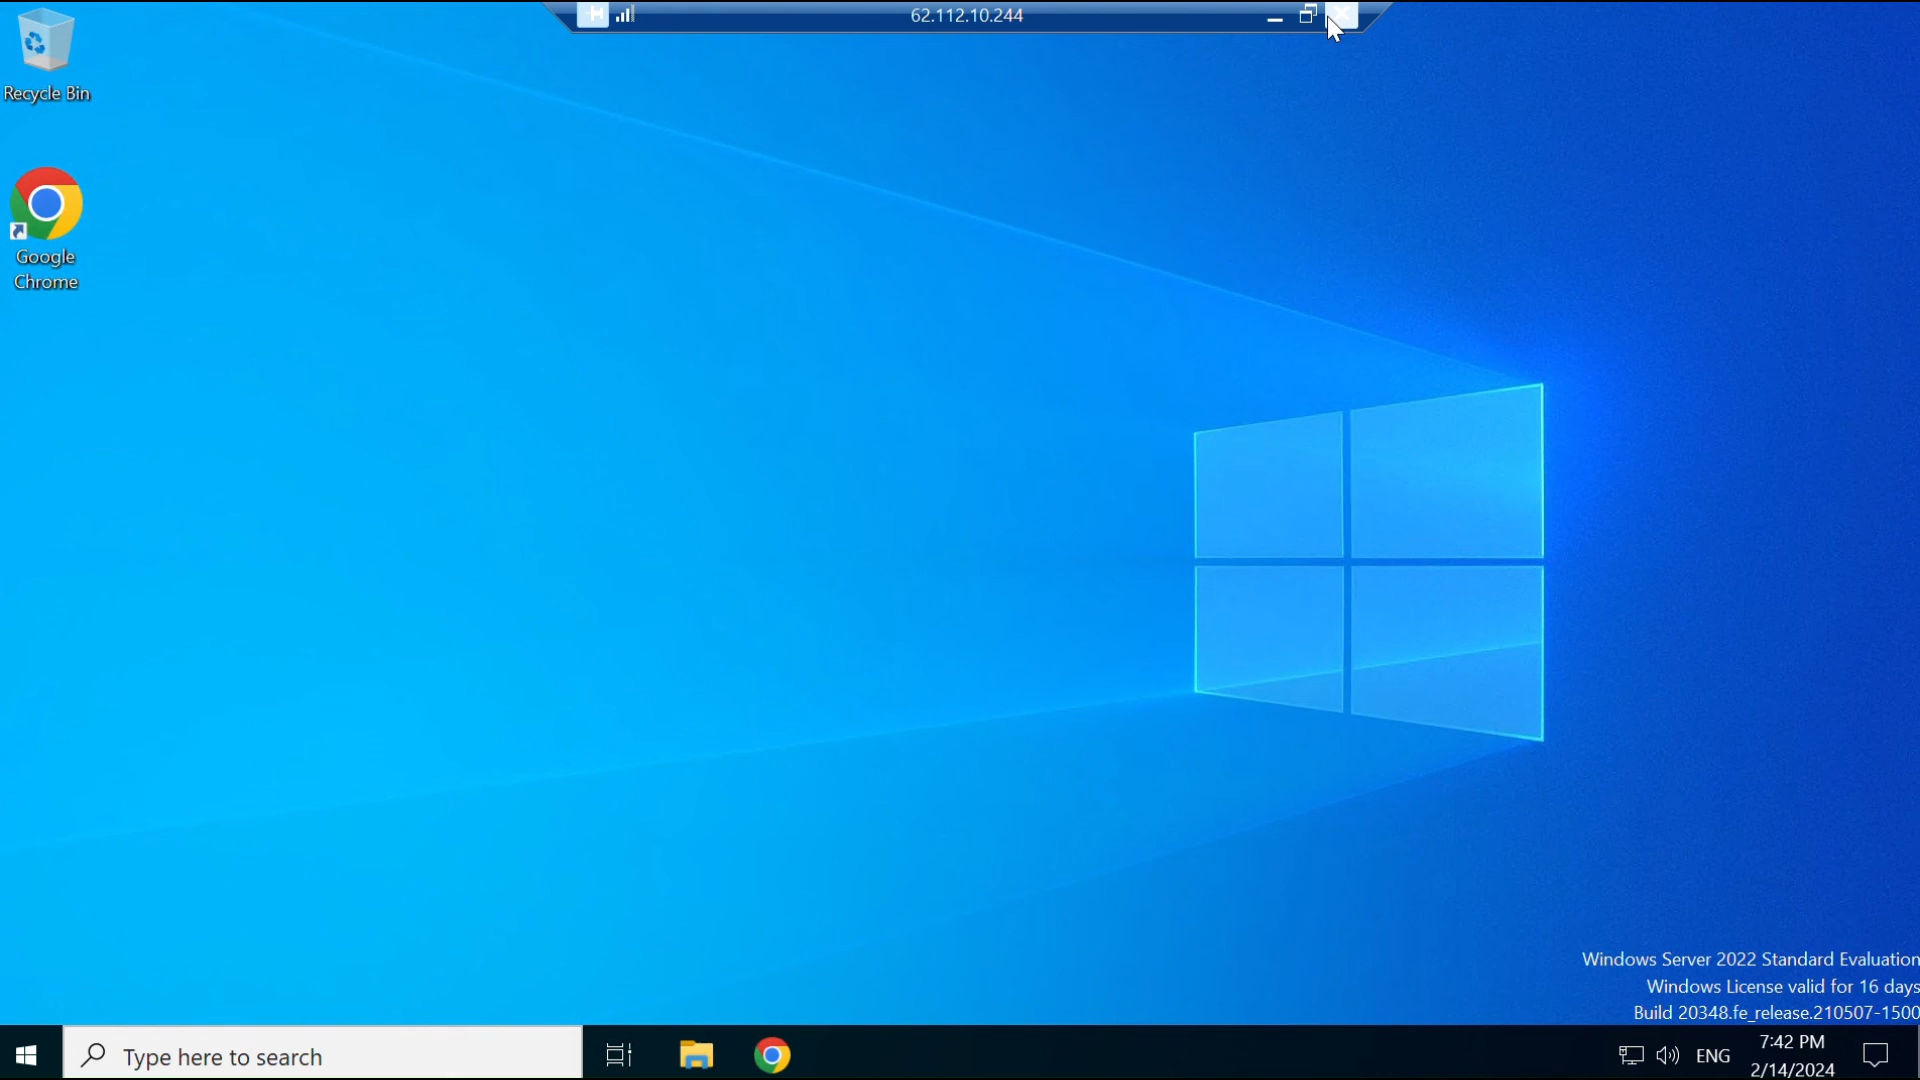 62.112.10.244
Recycle Bin
Google
Chrome
Windows Server 2022 Standard Evaluation
Windows License valid for 16 days
Build 20348.fe_release.210507-1500
Type here to search
ENG
7:42 PM
2/14/2024